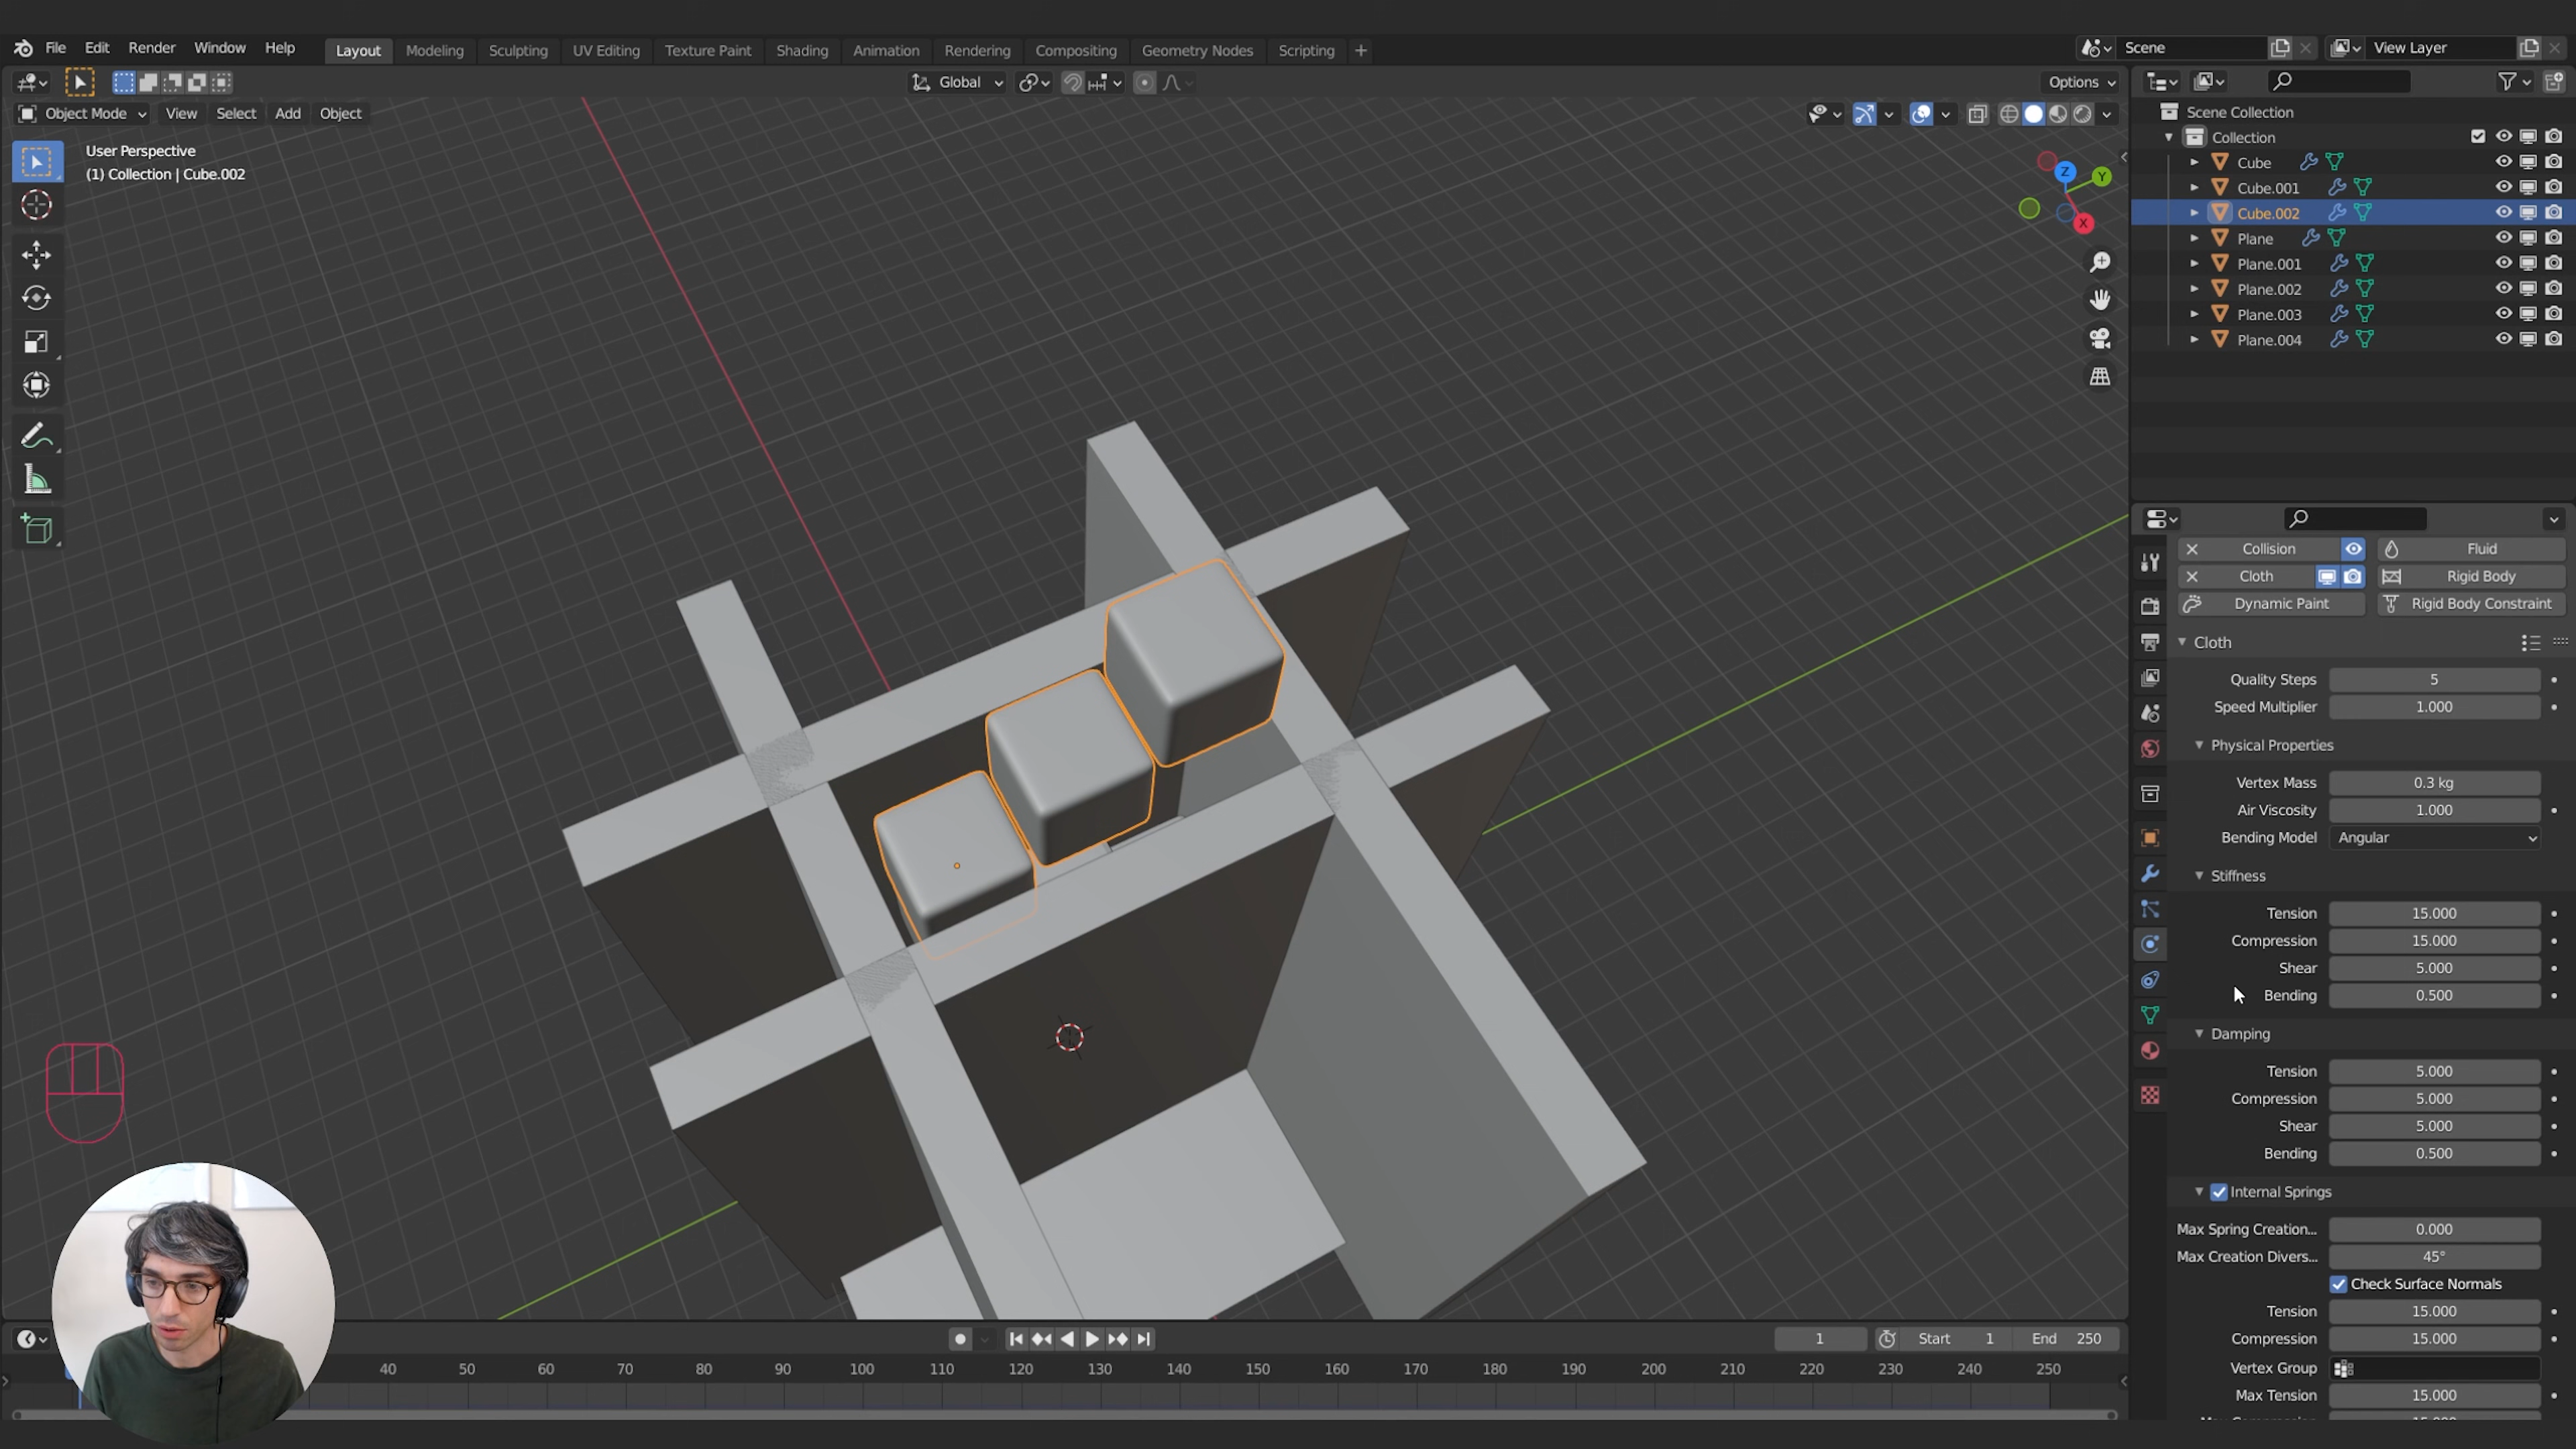 File Edit Render Window Help
Layout Modeling Sculpting UV Editing Texture Paint Shading Animation Rendering Compositing Geometry Nodes Scripting +
Scene
View Layer
Global
Options
Object Mode View Select Add Object
User Perspective
(1) Collection | Cube.002
Z
Y
X
Scene Collection
Collection
Cube
Cube.001
Cube.002
Plane
Plane.001
Plane.002
Plane.003
Plane.004
Collision Fluid
Cloth Rigid Body
Dynamic Paint Rigid Body Constraint
Cloth
Quality Steps 5
Speed Multiplier 1.000
Physical Properties
Vertex Mass 0.3 kg
Air Viscosity 1.000
Bending Model Angular
Stiffness
Tension 15.000
Compression 15.000
Shear 5.000
Bending 0.500
Damping
Tension 5.000
Compression 5.000
Shear 5.000
Bending 0.500
Internal Springs
Max Spring Creation... 0.000
Max Creation Divers... 45°
Check Surface Normals
Tension 15.000
Compression 15.000
Vertex Group
Max Tension 15.000
1 Start 1 End 250
40 50 60 70 80 90 100 110 120 130 140 150 160 170 180 190 200 210 220 230 240 250